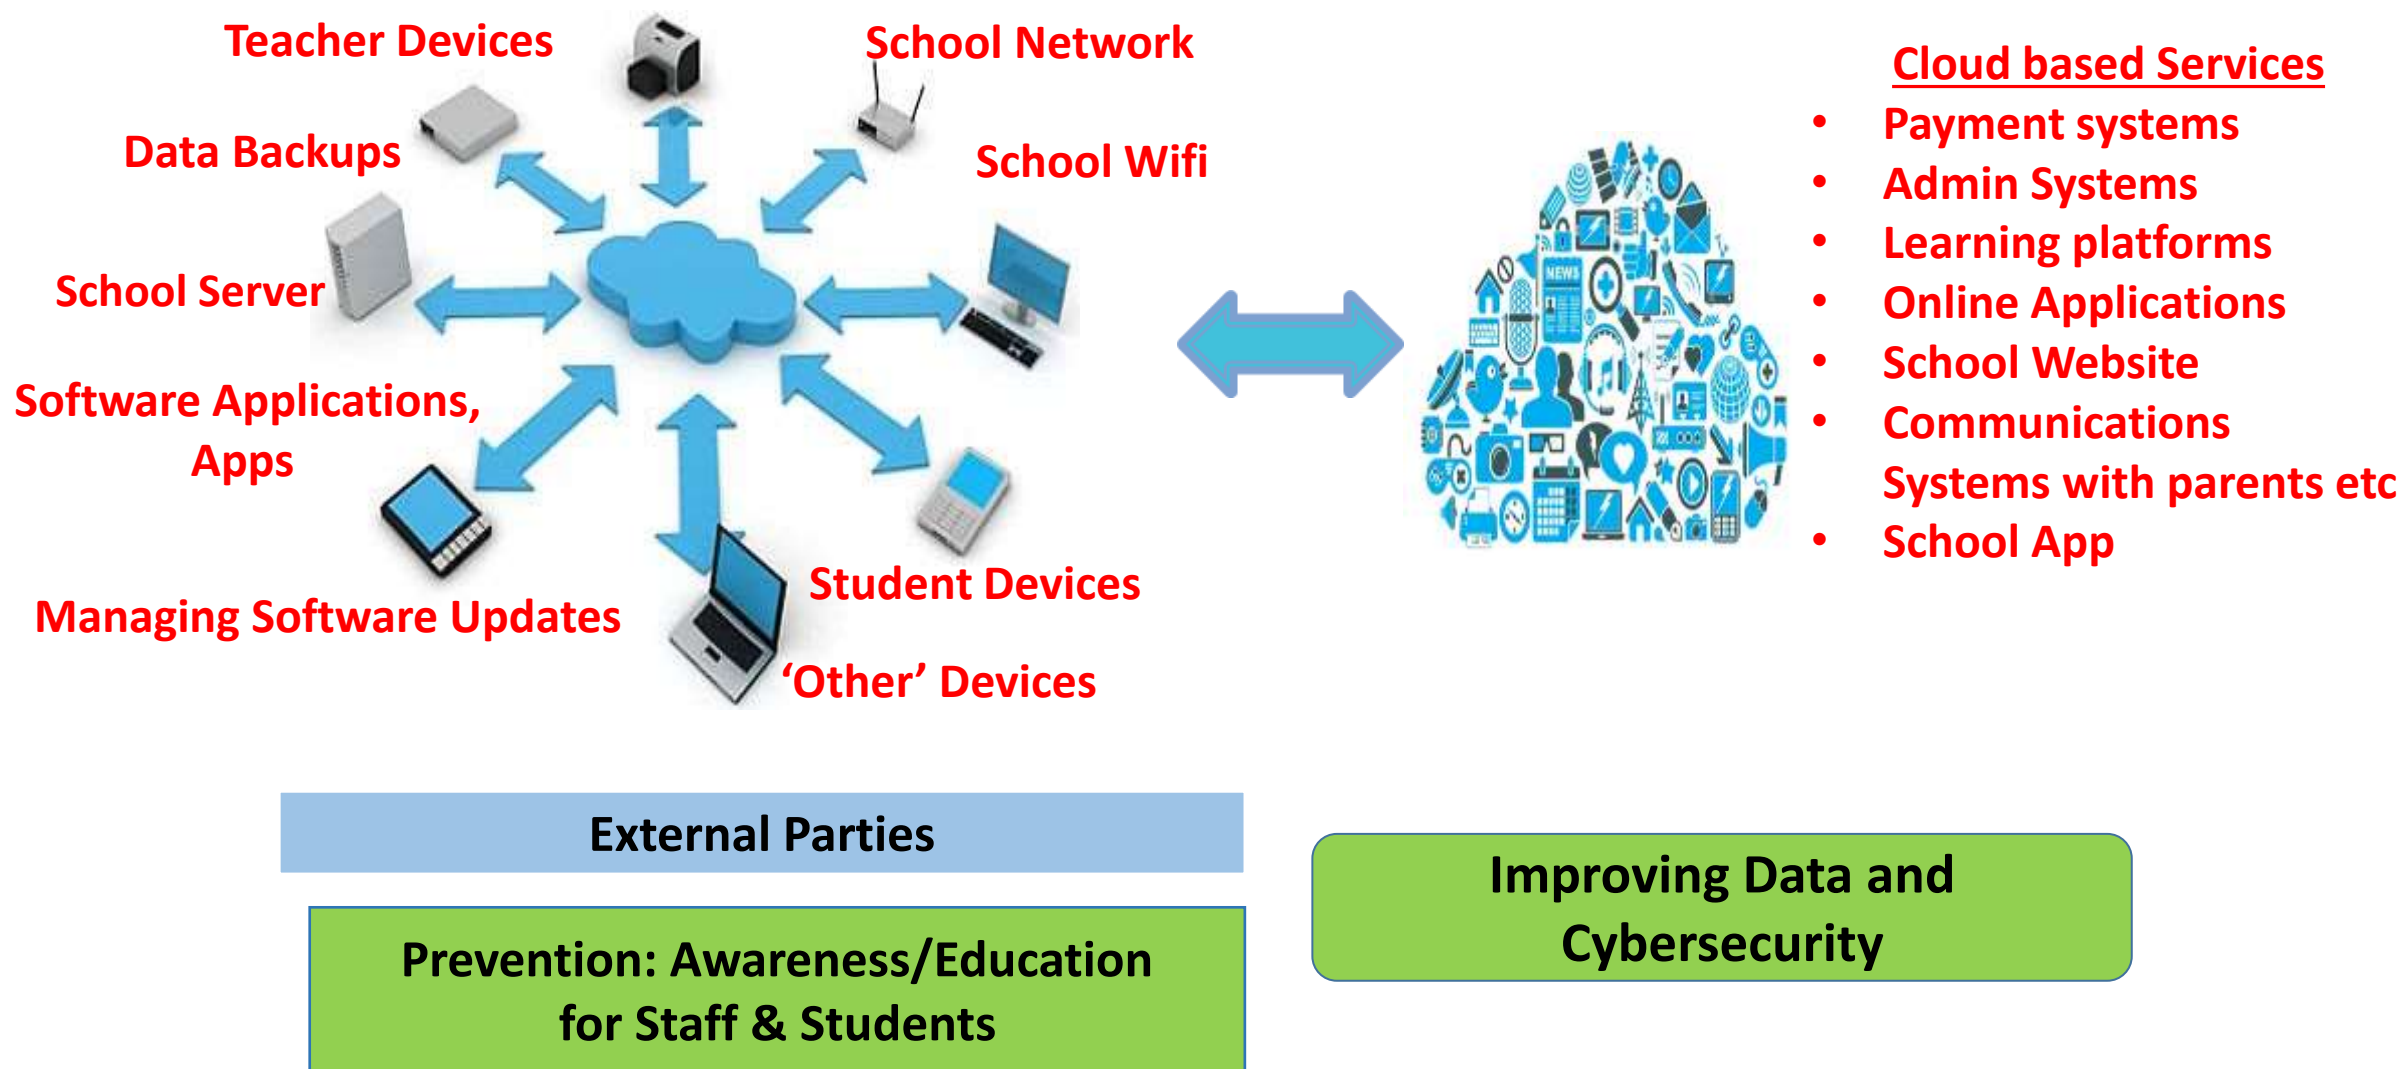 Teacher Devices
School Network
Data Backups
School Wifi
School Server
Software Applications,
Apps
Managing Software Updates
Student Devices
‘Other’ Devices
NEWS
Cloud based Services
• Payment systems
• Admin Systems
• Learning platforms
• Online Applications
• School Website
• Communications
Systems with parents etc
• School App
External Parties
Prevention: Awareness/Education
for Staff & Students
Improving Data and
Cybersecurity